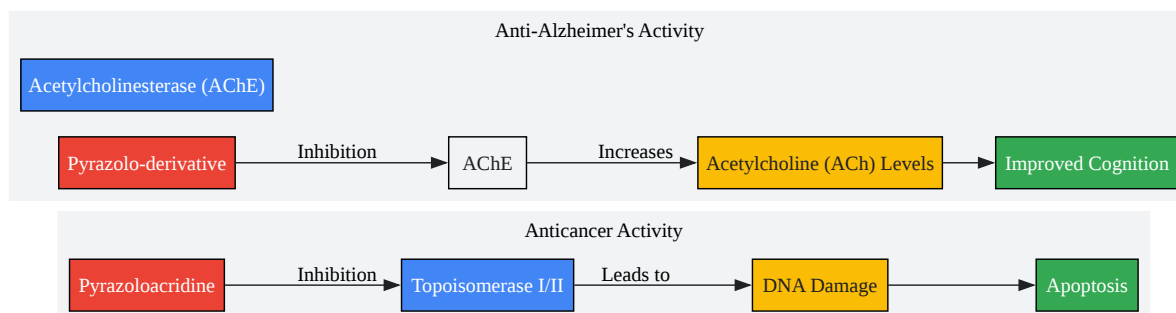 Anti-Alzheimer's Activity
Acetylcholinesterase (AChE)
Pyrazolo-derivative
Inhibition
AChE
Increases
Acetylcholine (ACh) Levels
Improved Cognition
Anticancer Activity
Pyrazoloacridine
Inhibition
Topoisomerase I/II
Leads to
DNA Damage
Apoptosis